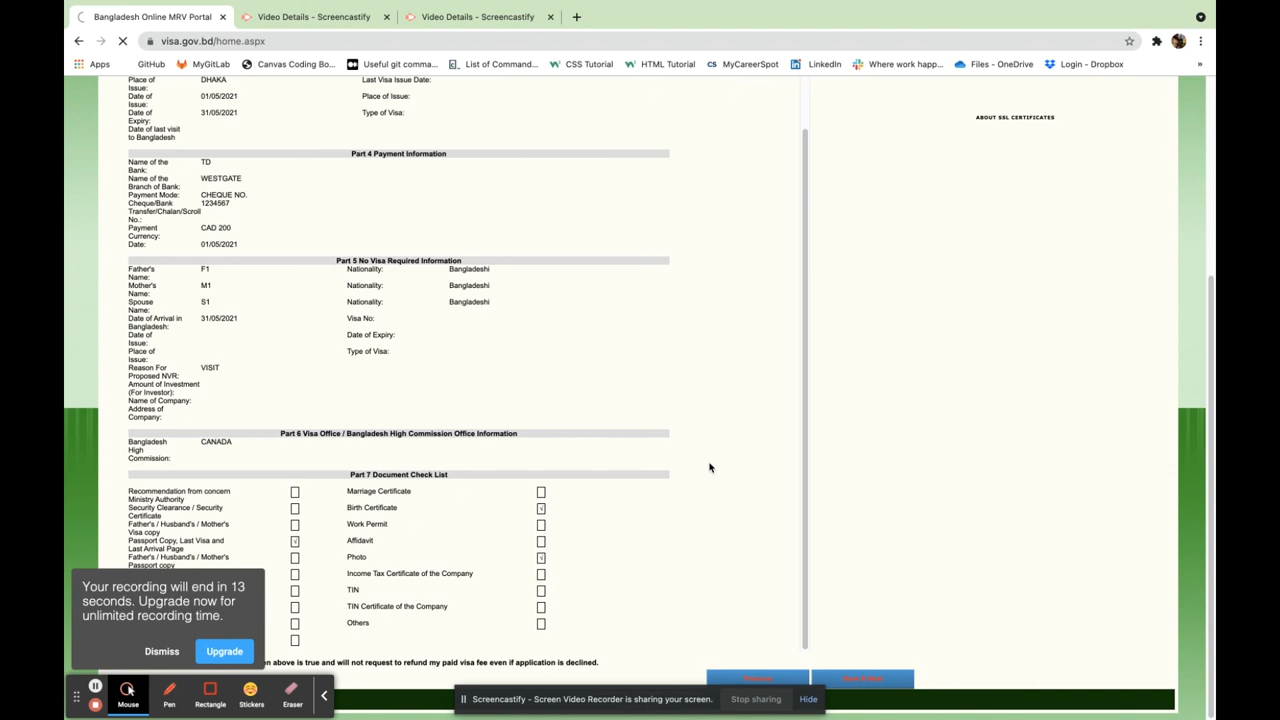 Bangladesh Online MRV Portal
Video Details - Screencastify
Video Details - Screencastify
visa.gov.bd/home.aspx
Apps
GitHub
MyGitLab
Canvas Coding Bo...
Useful git comma...
List of Command...
CSS Tutorial
HTML Tutorial
CS MyCareerSpot
LinkedIn
Where work happ...
Files - OneDrive
Login - Dropbox
»
Place of Issue: DHAKA Last Visa Issue Date:
Date of Issue: 01/05/2021 Place of Issue:
Date of Expiry: 31/05/2021 Type of Visa:
Date of last visit to Bangladesh
ABOUT SSL CERTIFICATES
Part 4 Payment Information
Name of the Bank: TD
Name of the Branch of Bank: WESTGATE
Payment Mode: CHEQUE NO.
Cheque/Bank Transfer/Chalan/Scroll No.: 1234567
Payment Currency: CAD 200
Date: 01/05/2021
Part 5 No Visa Required Information
Father's Name: F1 Nationality: Bangladeshi
Mother's Name: M1 Nationality: Bangladeshi
Spouse Name: S1 Nationality: Bangladeshi
Date of Arrival in Bangladesh: 31/05/2021 Visa No:
Date of Issue: Date of Expiry:
Place of Issue: Type of Visa:
Reason For Proposed NVR: VISIT
Amount of Investment (For Investor):
Name of Company:
Address of Company:
Part 6 Visa Office / Bangladesh High Commission Office Information
Bangladesh High Commission: CANADA
Part 7 Document Check List
Recommendation from concern Ministry Authority
Marriage Certificate
Security Clearance / Security Certificate
Birth Certificate √
Father's / Husband's / Mother's Visa copy
Work Permit
Passport Copy, Last Visa and Last Arrival Page √
Affidavit
Father's / Husband's / Mother's Passport copy
Photo √
Income Tax Certificate of the Company
TIN
TIN Certificate of the Company
Others
en above is true and will not request to refund my paid visa fee even if application is declined.
Your recording will end in 13
seconds. Upgrade now for
unlimited recording time.
Dismiss
Upgrade
Mouse
Pen
Rectangle
Stickers
Eraser
Screencastify - Screen Video Recorder is sharing your screen.
Stop sharing
Hide